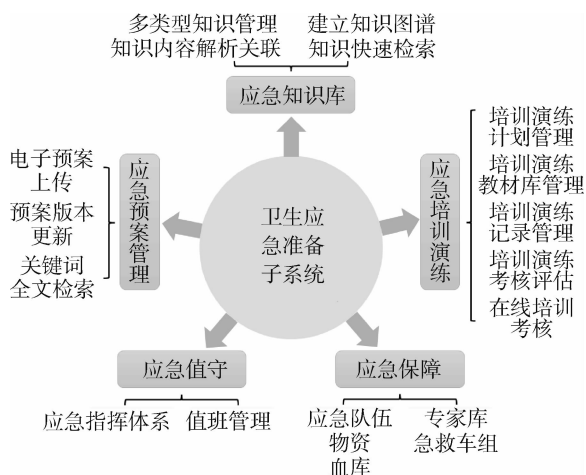 多类型知识管理 建立知识图谱
知识内容解析关联 知识快速检索
应急知识库
电子预案
上传
预案版本
更新
关键词
全文检索
应急预案管理
卫生应
急准备
子系统
应急培训演练
培训演练
计划管理
培训演练
教材库管理
培训演练
记录管理
培训演练
考核评估
在线培训
考核
应急值守
应急指挥体系 值班管理
应急保障
应急队伍 专家库
物资 急救车组
血库